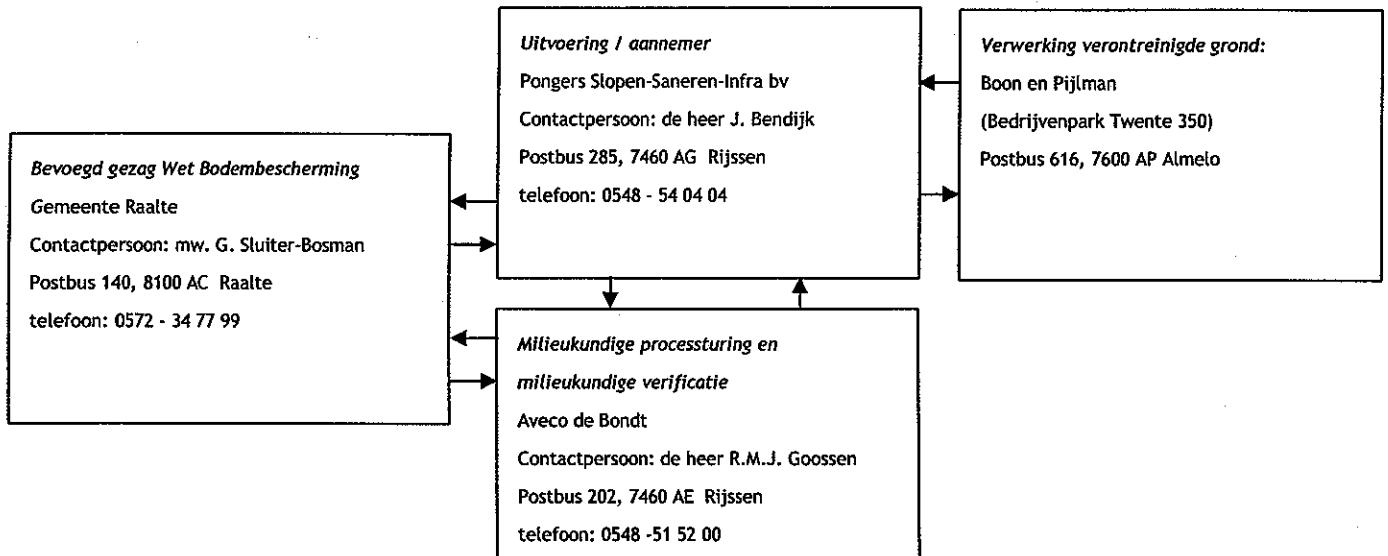 Uitvoering / aannemer
Pongers Slopen-Saneren-Infra bv
Contactpersoon: de heer J. Bendijk
Postbus 285, 7460 AG Rijssen
telefoon: 0548 - 54 04 04
Verwerking verontreinigde grond:
Boon en Pijlman
(Bedrijvenpark Twente 350)
Postbus 616, 7600 AP Almelo
Bevoegd gezag Wet Bodembescherming
Gemeente Raalte
Contactpersoon: mw. G. Sluiter-Bosman
Postbus 140, 8100 AC Raalte
telefoon: 0572 - 34 77 99
Milieukundige processturing en
milieukundige verificatie
Aveco de Bondt
Contactpersoon: de heer R.M.J. Goossen
Postbus 202, 7460 AE Rijssen
telefoon: 0548 -51 52 00